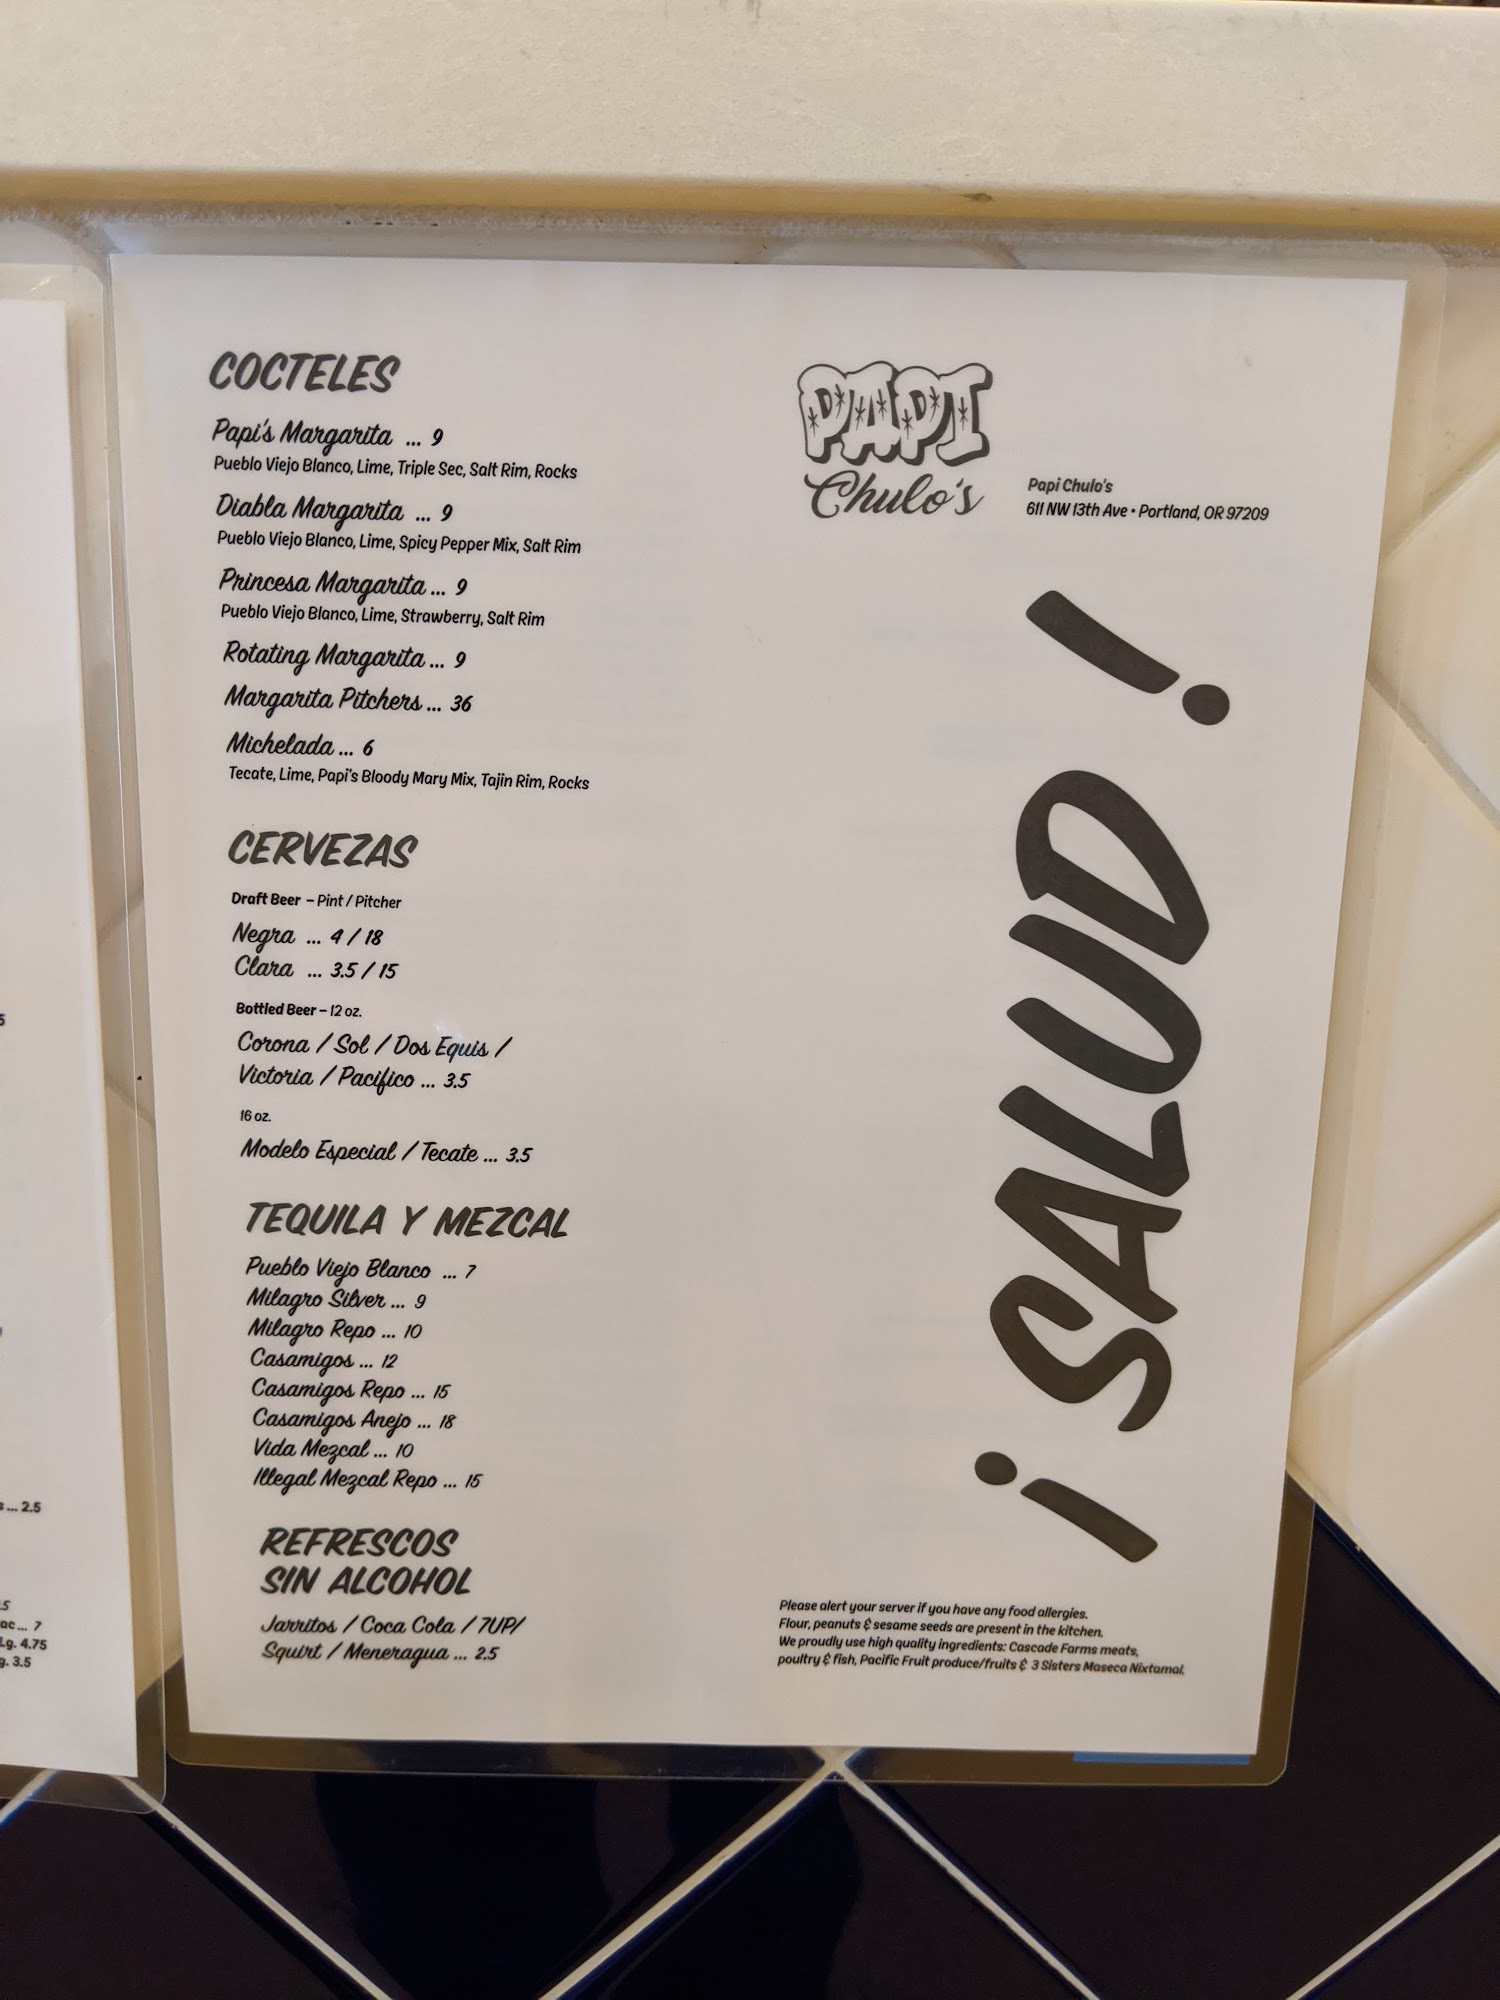 COCTELES
Papi's Margarita ... 9
Pueblo Viejo Blanco, Lime, Triple Sec, Salt Rim, Rocks
Diabla Margarita ... 9
Pueblo Viejo Blanco, Lime, Spicy Pepper Mix, Salt Rim
Princesa Margarita ... 9
Pueblo Viejo Blanco, Lime, Strawberry, Salt Rim
Rotating Margarita ... 9
Margarita Pitchers ... 36
Michelada ... 6
Tecate, Lime, Papi's Bloody Mary Mix, Tajin Rim, Rocks
CERVEZAS
Draft Beer – Pint / Pitcher
Negra ... 4 / 18
Clara ... 3.5 / 15
Bottled Beer – 12 oz.
Corona / Sol / Dos Equis /
Victoria / Pacifico ... 3.5
16 oz.
Modelo Especial / Tecate ... 3.5
TEQUILA Y MEZCAL
Pueblo Viejo Blanco ... 7
Milagro Silver ... 9
Milagro Repo ... 10
Casamigos ... 12
Casamigos Repo ... 15
Casamigos Anejo ... 18
Vida Mezcal ... 10
Illegal Mezcal Repo ... 15
REFRESCOS
SIN ALCOHOL
Jarritos / Coca Cola / 7UP/
Squirt / Meneragua ... 2.5
PAPI
Chulo's
Papi Chulo's
611 NW 13th Ave • Portland, OR 97209
¡ SALUD !
Please alert your server if you have any food allergies.
Flour, peanuts & sesame seeds are present in the kitchen.
We proudly use high quality ingredients: Cascade Farms meats,
poultry & fish, Pacific Fruit produce/fruits & 3 Sisters Maseca Nixtamal.
... 2.5
... 7
Lg. 4.75
3.5